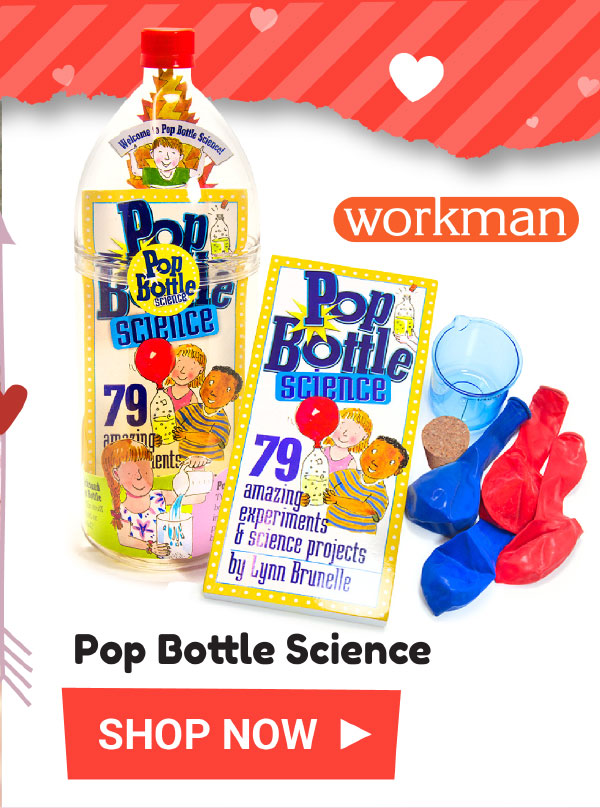 Welcome to Pop Bottle Science!
workman
Pop
Bottle
Pop
Bottle
science
science
79
amazing
Pop
Bottle
science
79
amazing
experiments
& science projects
by Lynn Brunelle
Pop Bottle Science
SHOP NOW